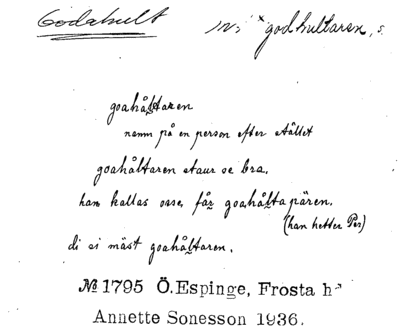 Godahult
m. *godhultaren, s.
goahåltaren
namn på en person efter stället
goahåltaren staur se bra.
han kallas osse får goahåltapären.
(han hetter Per)
di si mäst goahåltaren.
№ 1795 Ö. Espinge, Frosta hd
Annette Sonesson 1936.